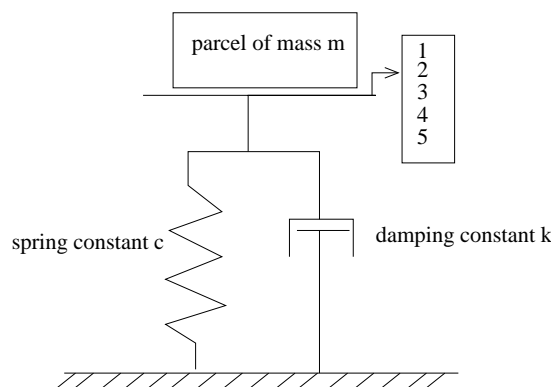 parcel of mass m
1
2
3
4
5
spring constant c
damping constant k